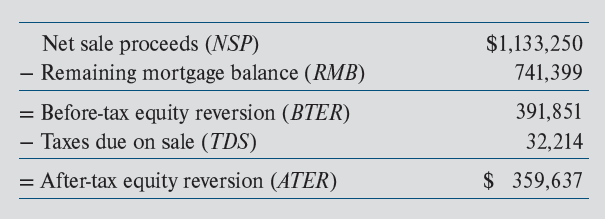 Net sale proceeds (NSP) $1,133,250
– Remaining mortgage balance (RMB) 741,399
= Before-tax equity reversion (BTER) 391,851
– Taxes due on sale (TDS) 32,214
= After-tax equity reversion (ATER) $ 359,637